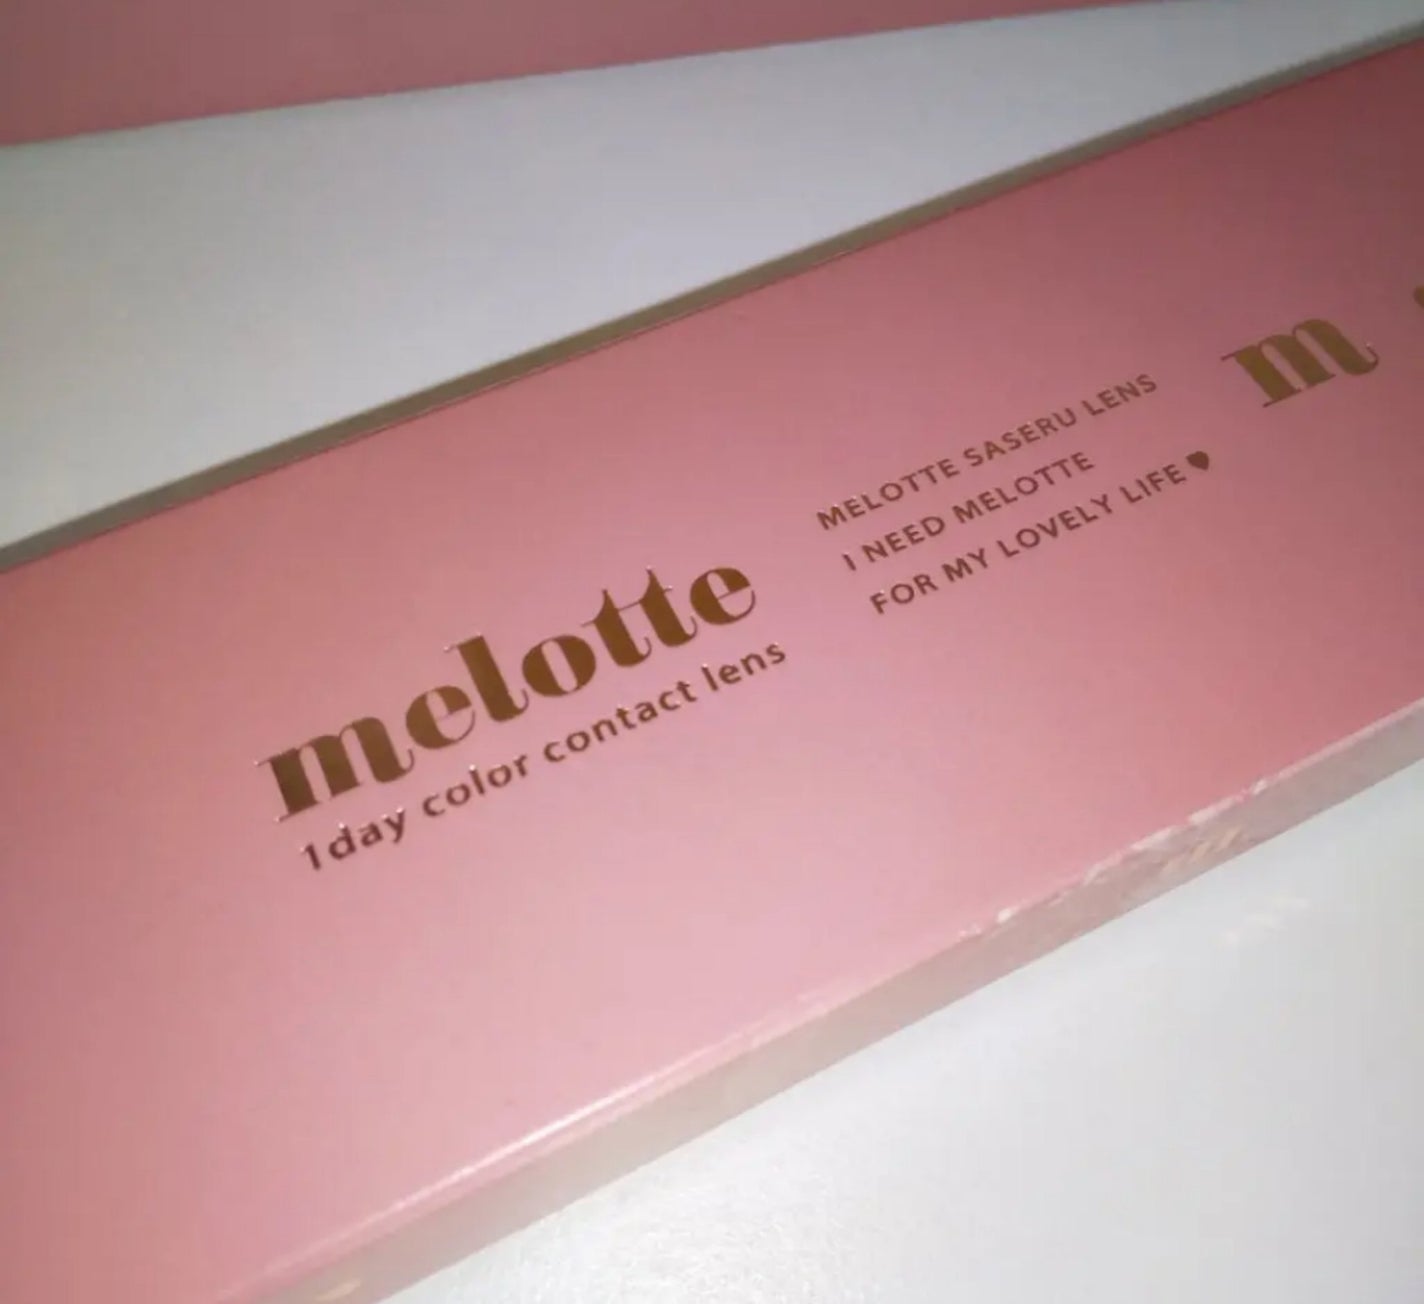 melotte
1day color contact lens
MELOTTE SASERU LENS
I NEED MELOTTE
FOR MY LOVELY LIFE♥
m